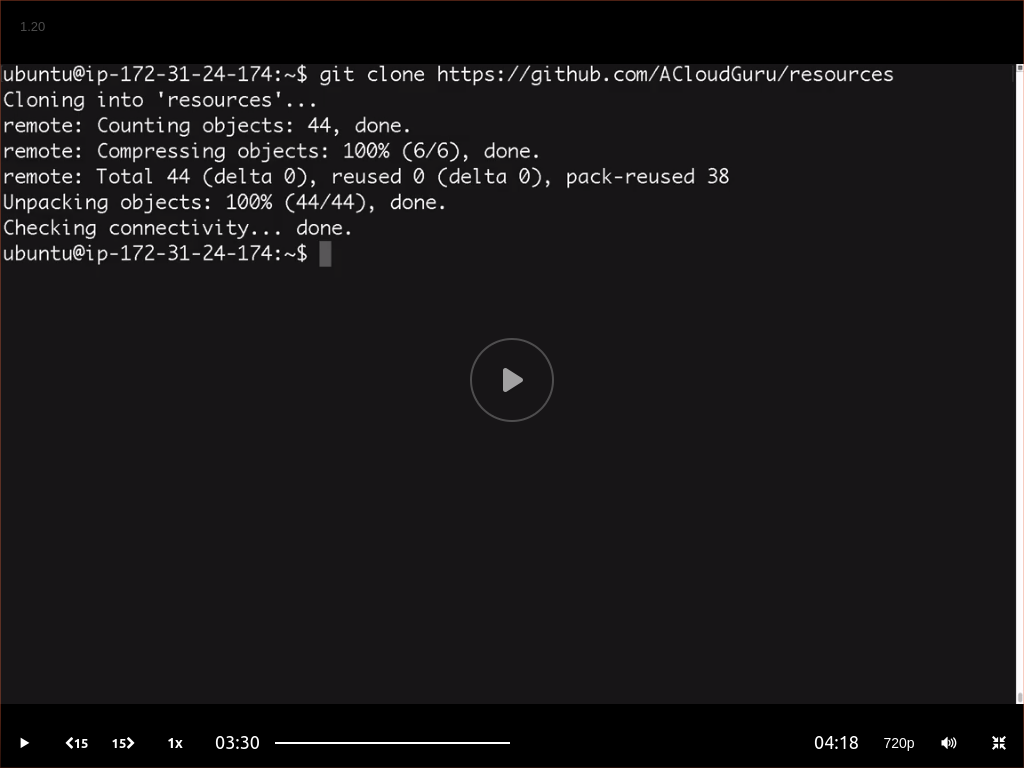 1.20
ubuntu@ip-172-31-24-174:~$ git clone https://github.com/ACloudGuru/resources
Cloning into 'resources'...
remote: Counting objects: 44, done.
remote: Compressing objects: 100% (6/6), done.
remote: Total 44 (delta 0), reused 0 (delta 0), pack-reused 38
Unpacking objects: 100% (44/44), done.
Checking connectivity... done.
ubuntu@ip-172-31-24-174:~$
15 15 1x 03:30 04:18 720p